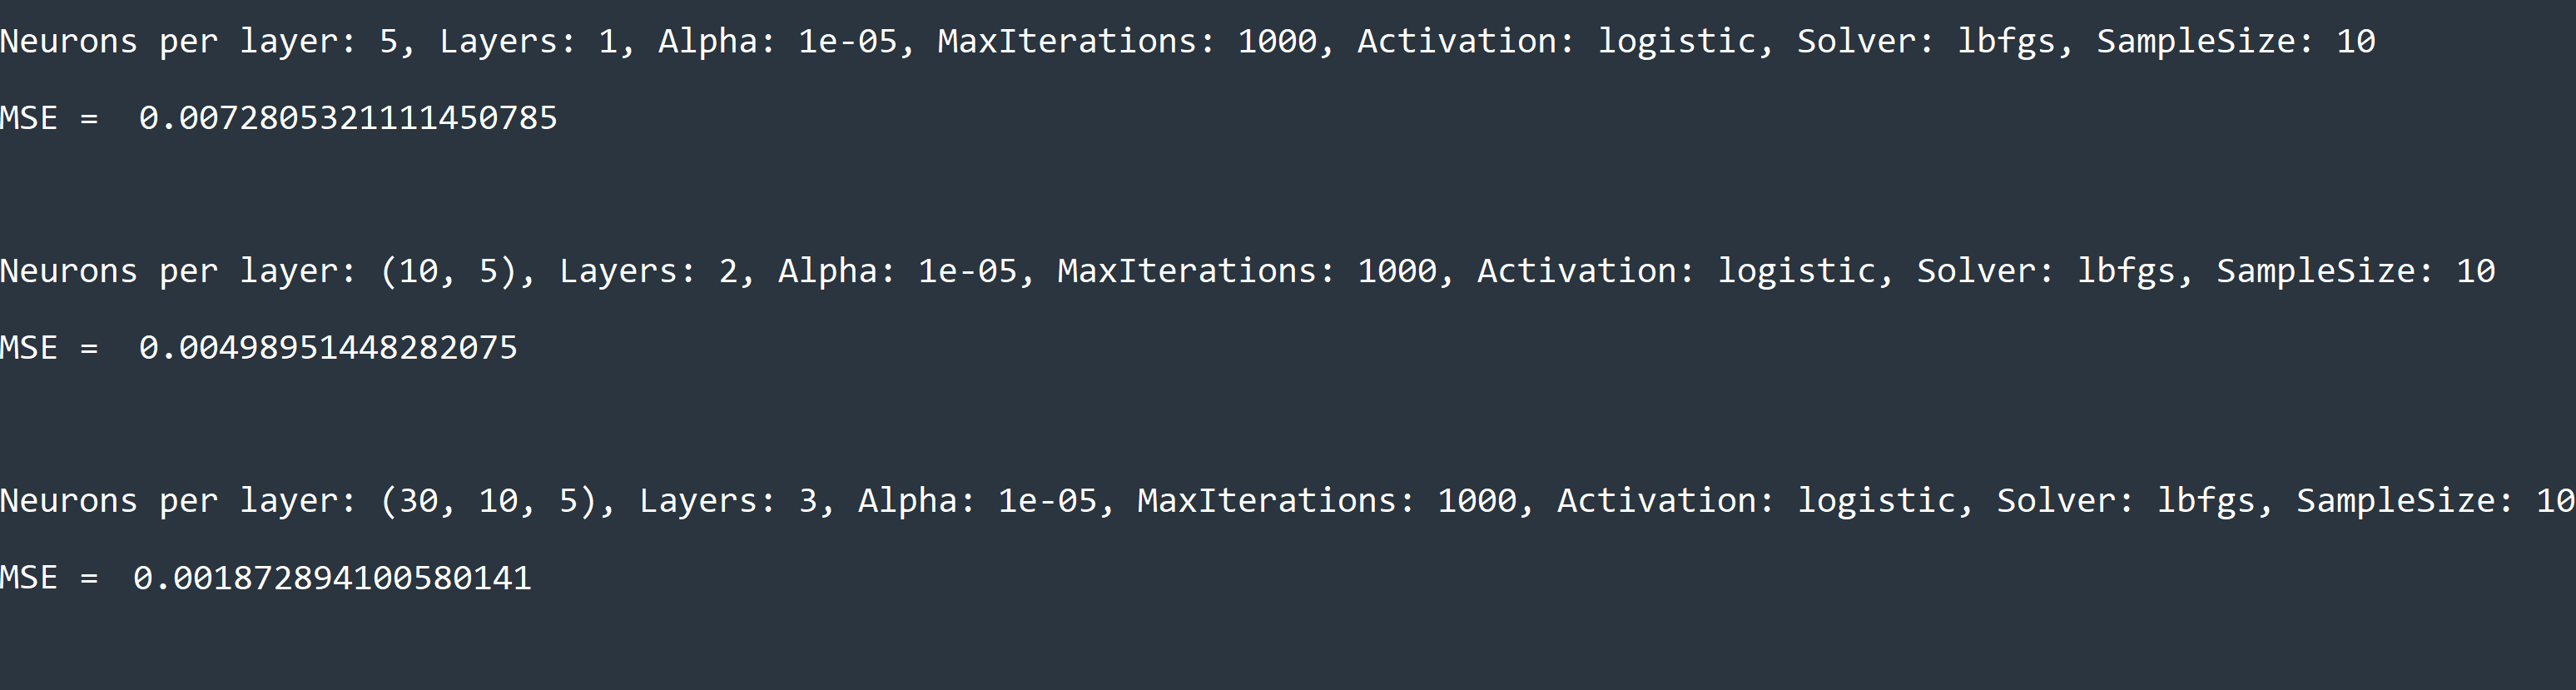 Neurons per layer: 5, Layers: 1, Alpha: 1e-05, MaxIterations: 1000, Activation: logistic, Solver: lbfgs, SampleSize: 10
MSE =  0.0072805321111450785
Neurons per layer: (10, 5), Layers: 2, Alpha: 1e-05, MaxIterations: 1000, Activation: logistic, Solver: lbfgs, SampleSize: 10
MSE =  0.00498951448282075
Neurons per layer: (30, 10, 5), Layers: 3, Alpha: 1e-05, MaxIterations: 1000, Activation: logistic, Solver: lbfgs, SampleSize: 10
MSE =  0.001872894100580141